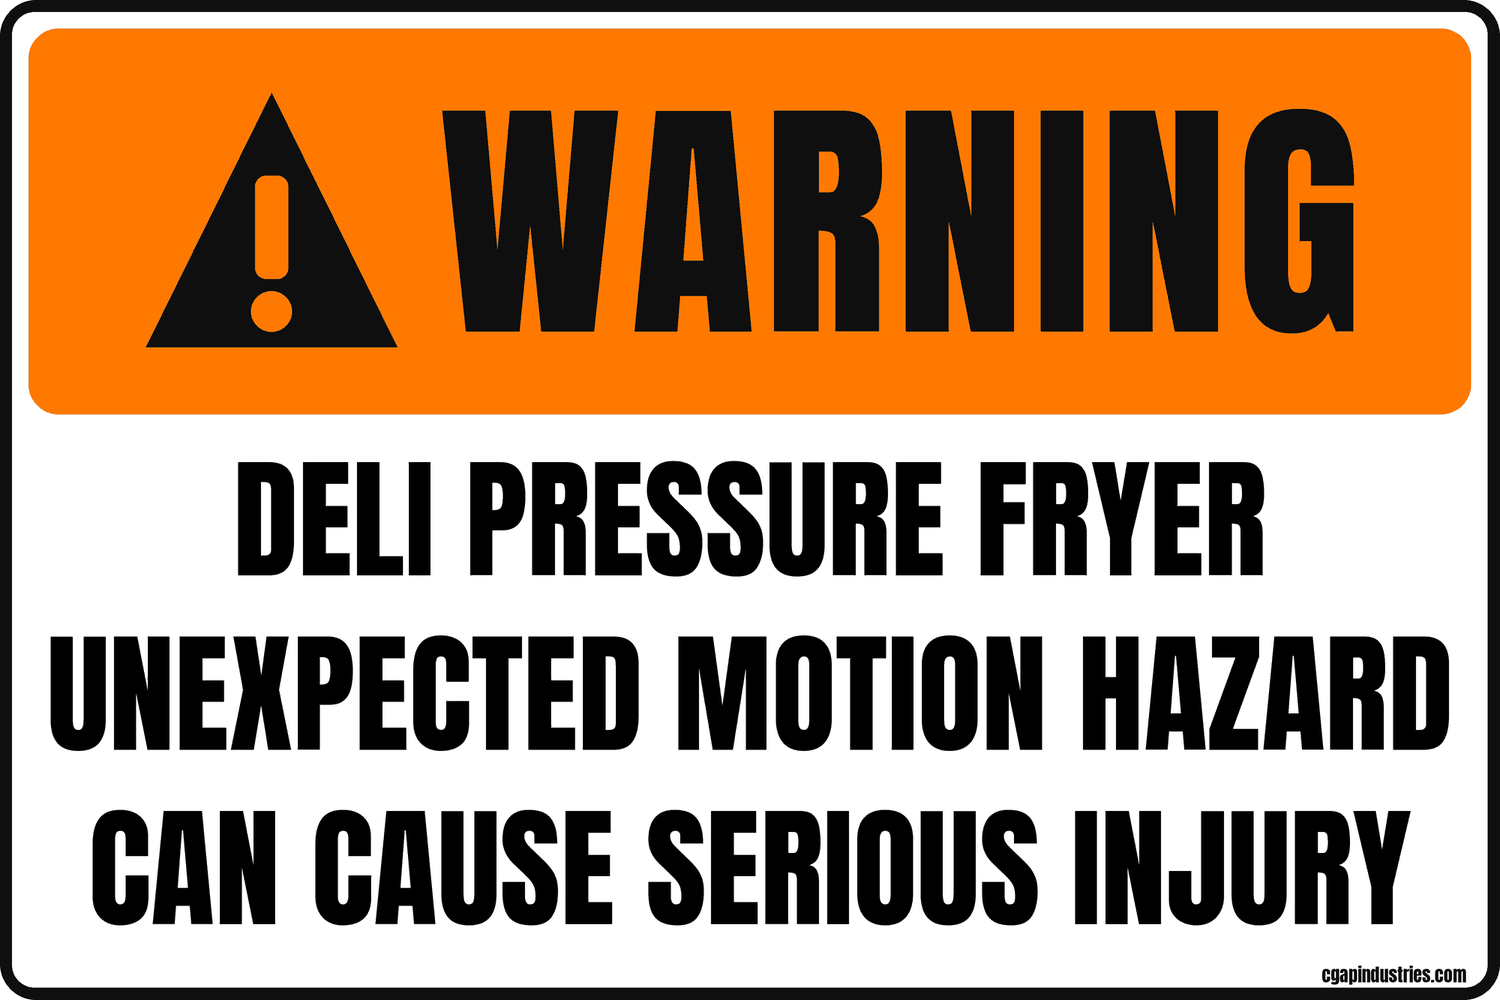 WARNING
DELI PRESSURE FRYER
UNEXPECTED MOTION HAZARD
CAN CAUSE SERIOUS INJURY
cgapindustries.com